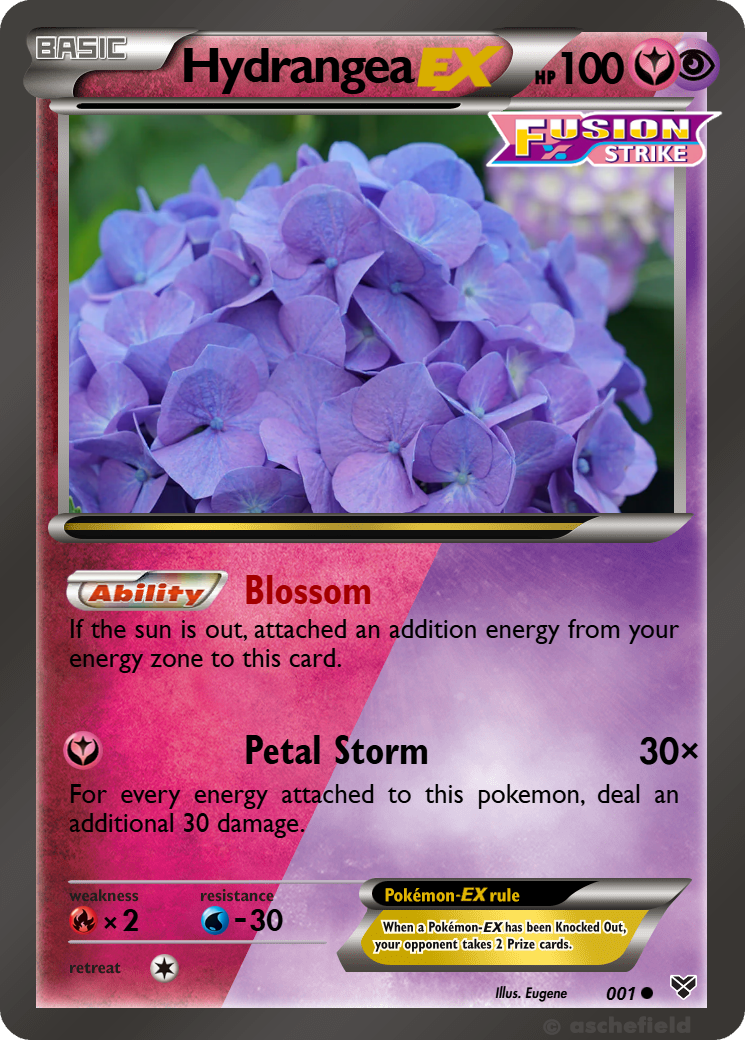 BASIC
Hydrangea EX HP 100
FUSION
STRIKE
Ability Blossom
If the sun is out, attached an addition energy from your
energy zone to this card.
Petal Storm 30×
For every energy attached to this pokemon, deal an
additional 30 damage.
weakness resistance
×2 -30
retreat
Pokémon-EX rule
When a Pokémon-EX has been Knocked Out,
your opponent takes 2 Prize cards.
Illus. Eugene 001
© aschefield